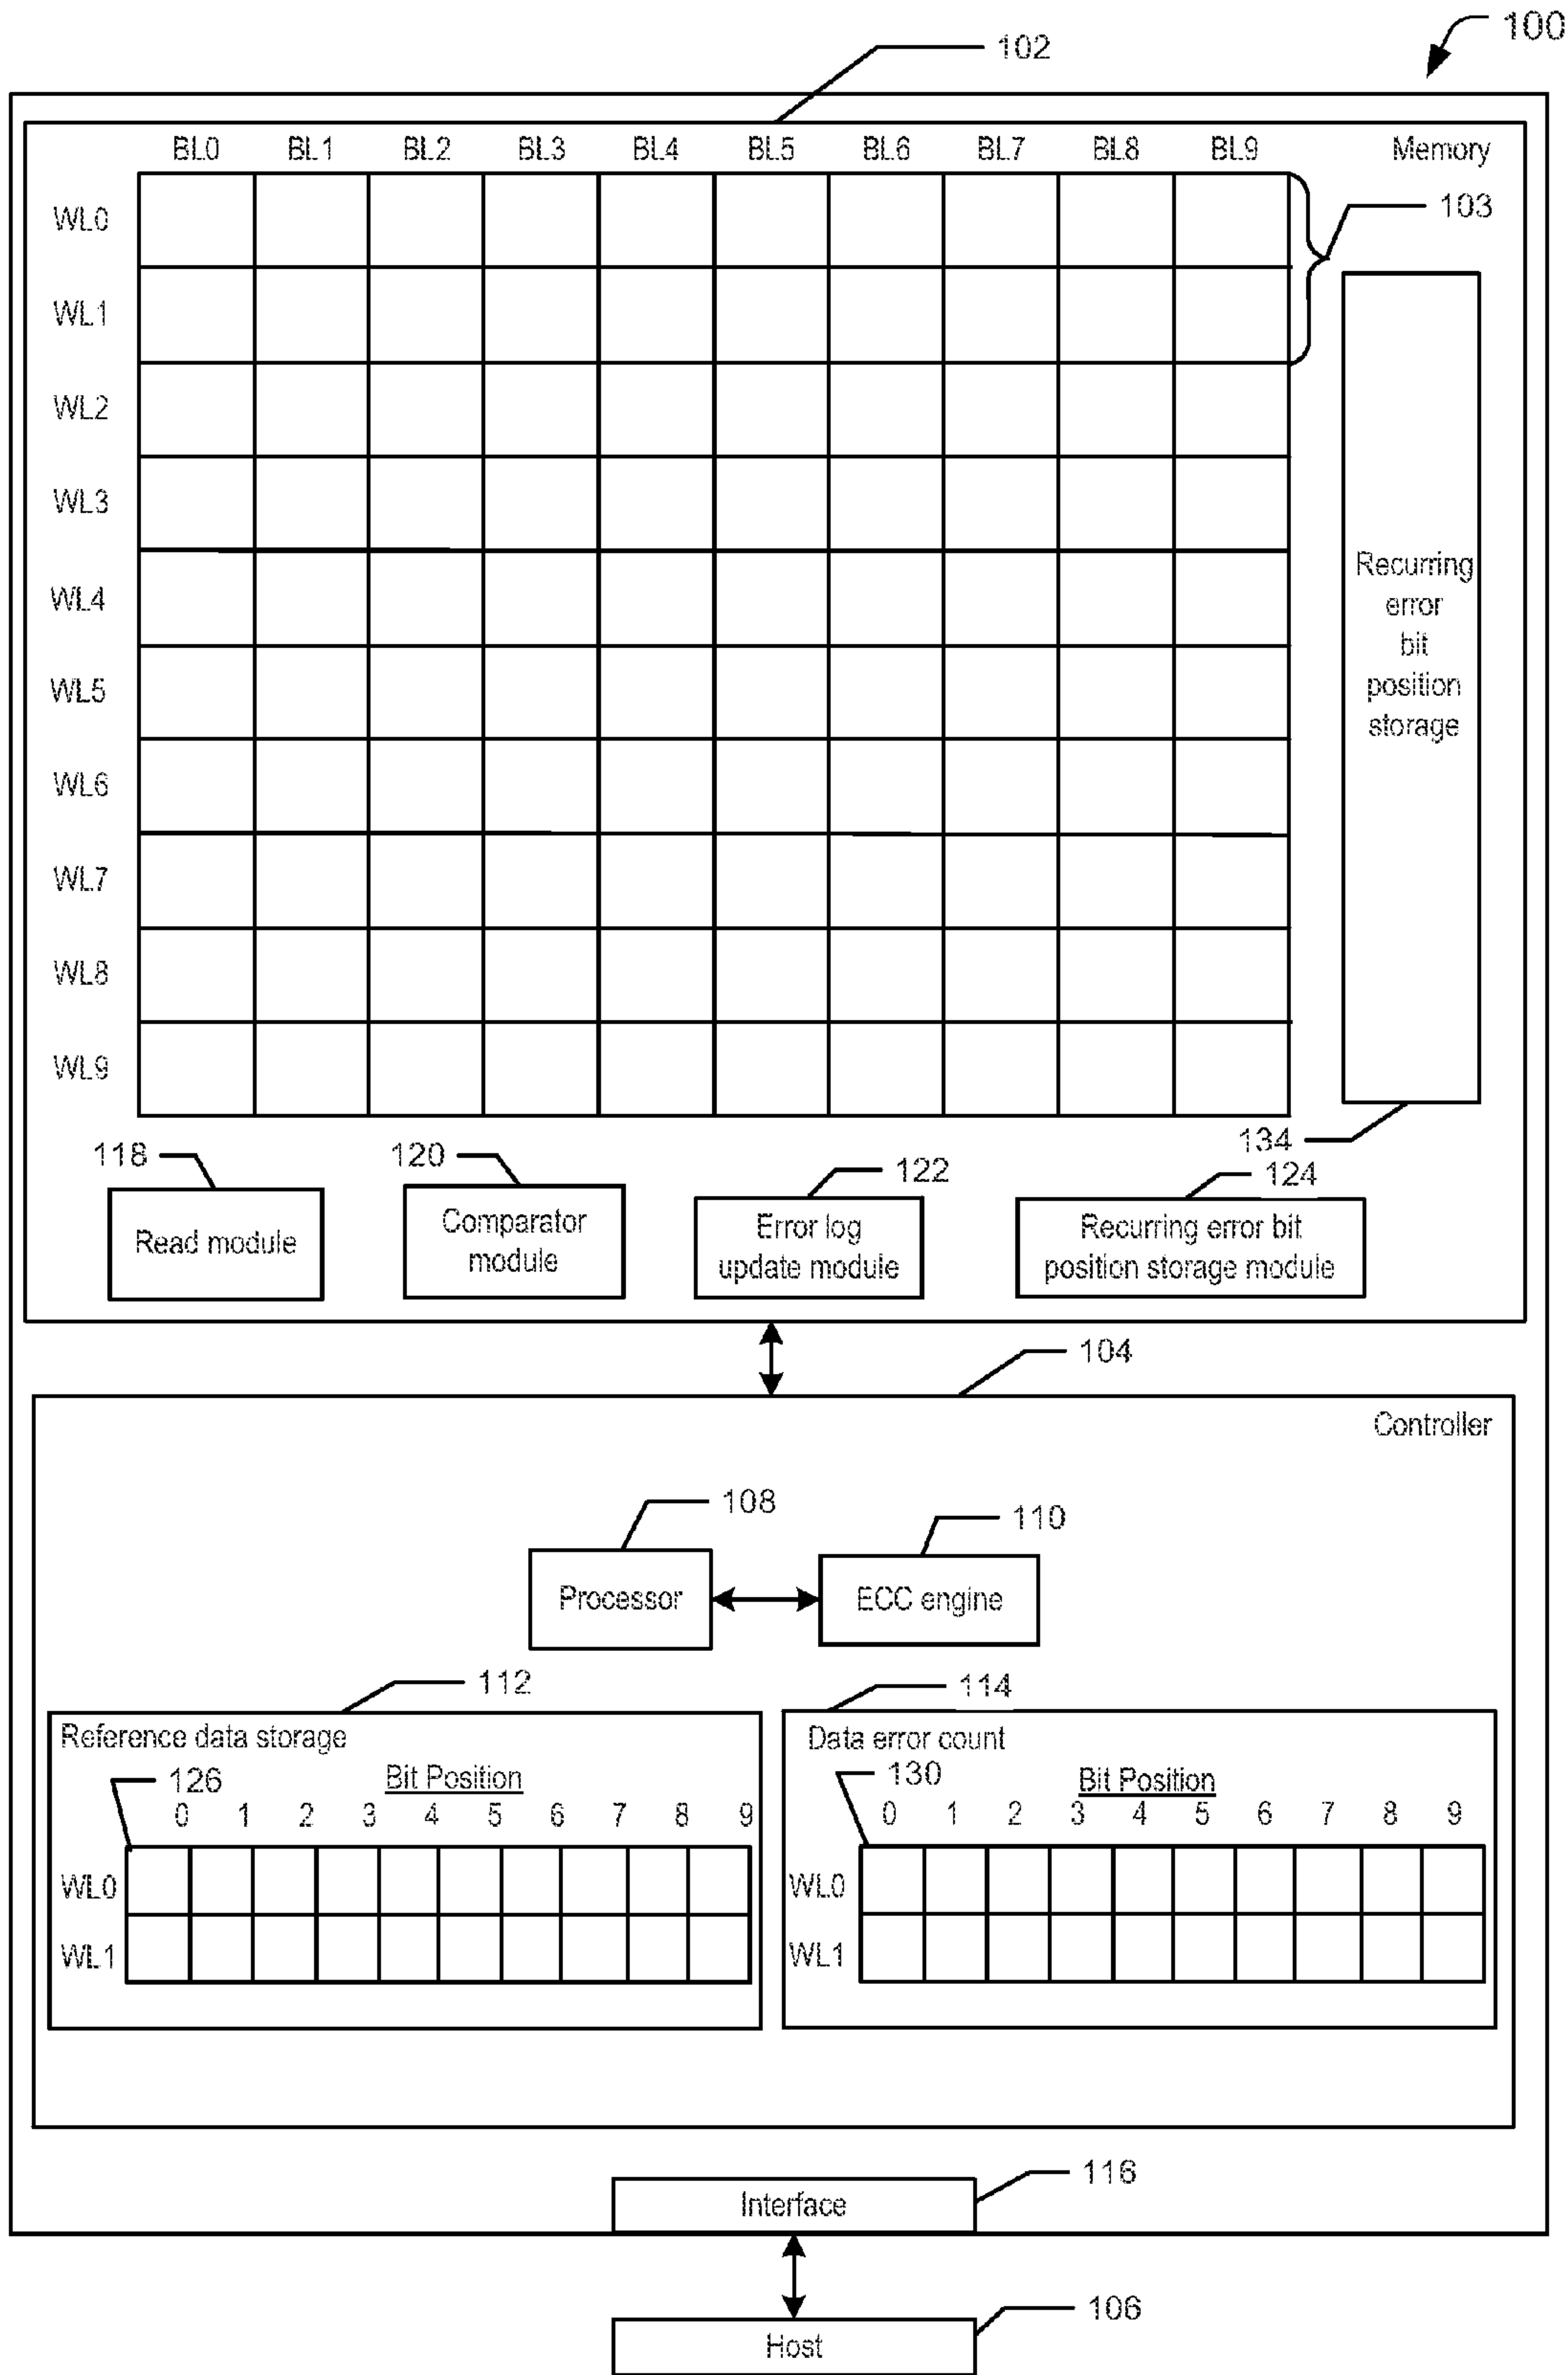 100
102
BL0 BL1 BL2 BL3 BL4 BL5 BL6 BL7 BL8 BL9 Memory
WL0
103
WL1
WL2
WL3
WL4
WL5
WL6
WL7
WL8
WL9
Recurring
error
bit
position
storage
134
118 120 122 124
Read module
Comparator
module
Error log
update module
Recurring error bit
position storage module
104
Controller
108 110
Processor ECC engine
112 114
Reference data storage
126 Bit Position
0 1 2 3 4 5 6 7 8 9
WL0
WL1
Data error count
130 Bit Position
0 1 2 3 4 5 6 7 8 9
WL0
WL1
116
Interface
106
Host